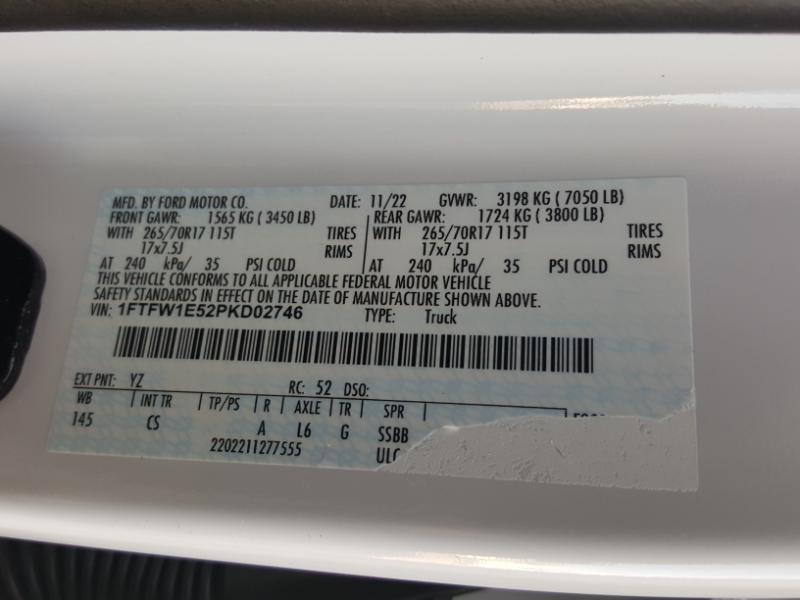 MFD. BY FORD MOTOR CO. DATE: 11/22 GVWR: 3198 KG ( 7050 LB)
FRONT GAWR: 1565 KG ( 3450 LB) REAR GAWR: 1724 KG ( 3800 LB)
WITH 265/70R17 115T TIRES WITH 265/70R17 115T TIRES
17x7.5J RIMS 17x7.5J RIMS
AT 240 kPa/ 35 PSI COLD AT 240 kPa/ 35 PSI COLD
THIS VEHICLE CONFORMS TO ALL APPLICABLE FEDERAL MOTOR VEHICLE
SAFETY STANDARDS IN EFFECT ON THE DATE OF MANUFACTURE SHOWN ABOVE.
VIN: 1FTFW1E52PKD02746 TYPE: Truck
EXT PNT: YZ RC: 52 DSO:
WB INT TR TP/PS R AXLE TR SPR
145 CS A L6 G SSBB
2202211277555 ULC